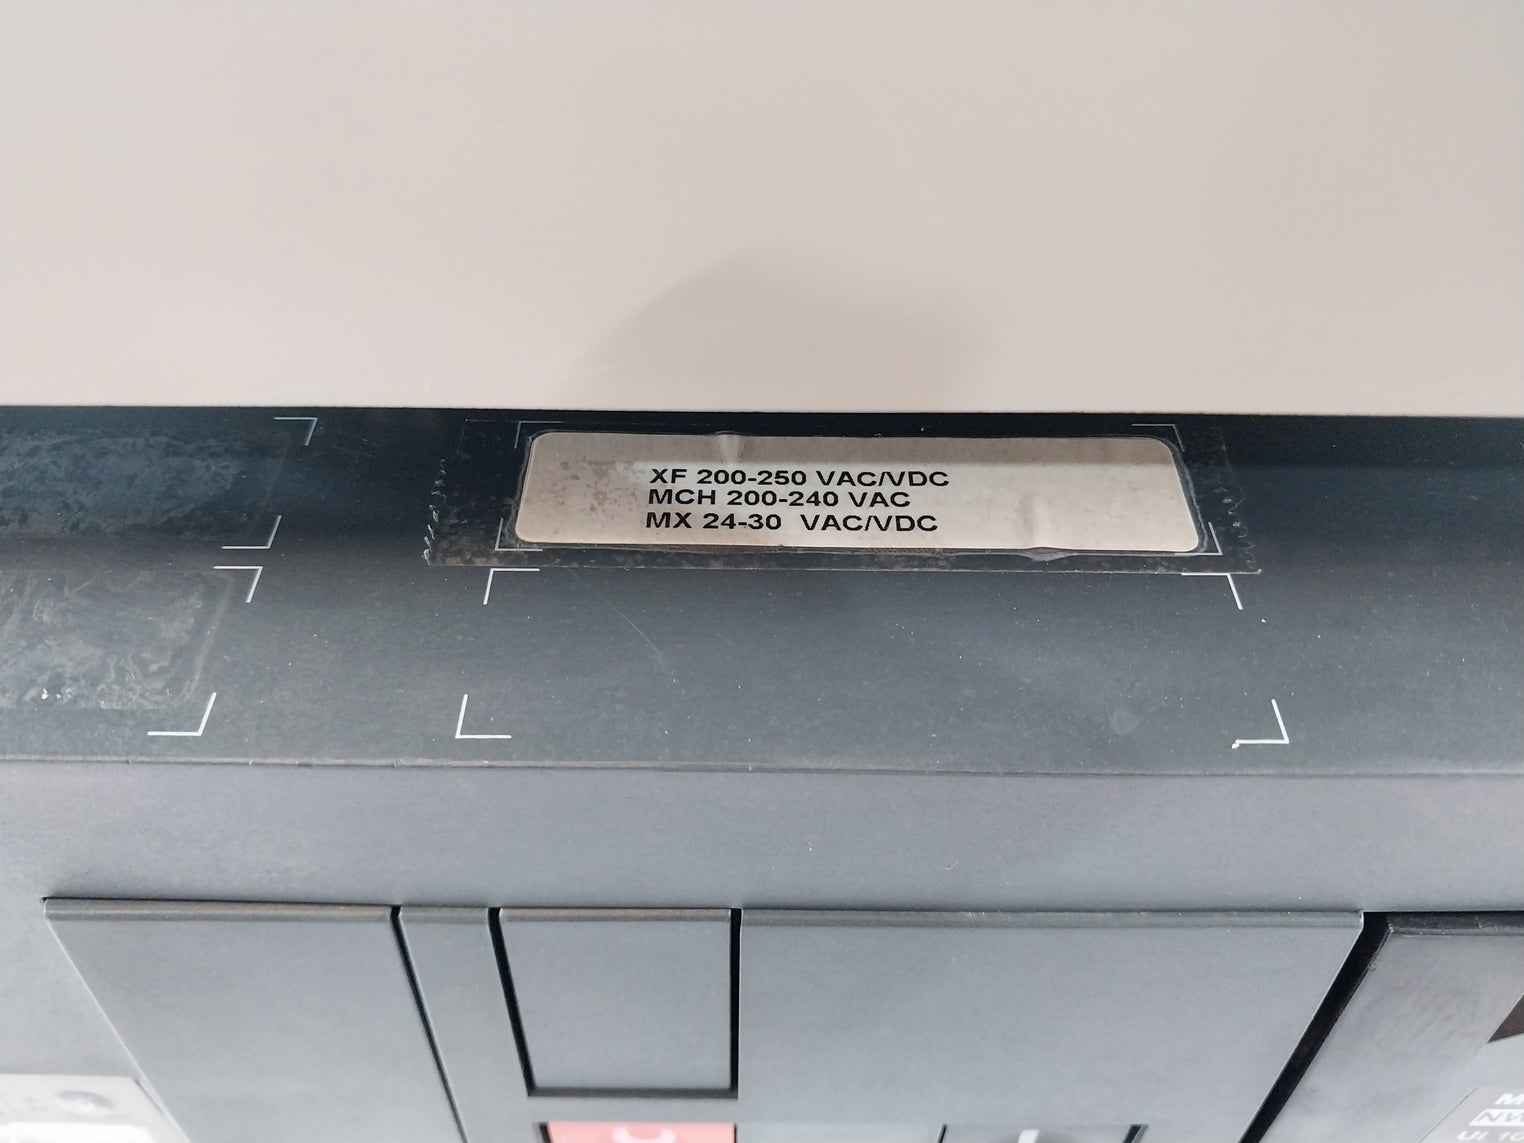 XF 200-250 VAC/VDC
MCH 200-240 VAC
MX 24-30 VAC/VDC